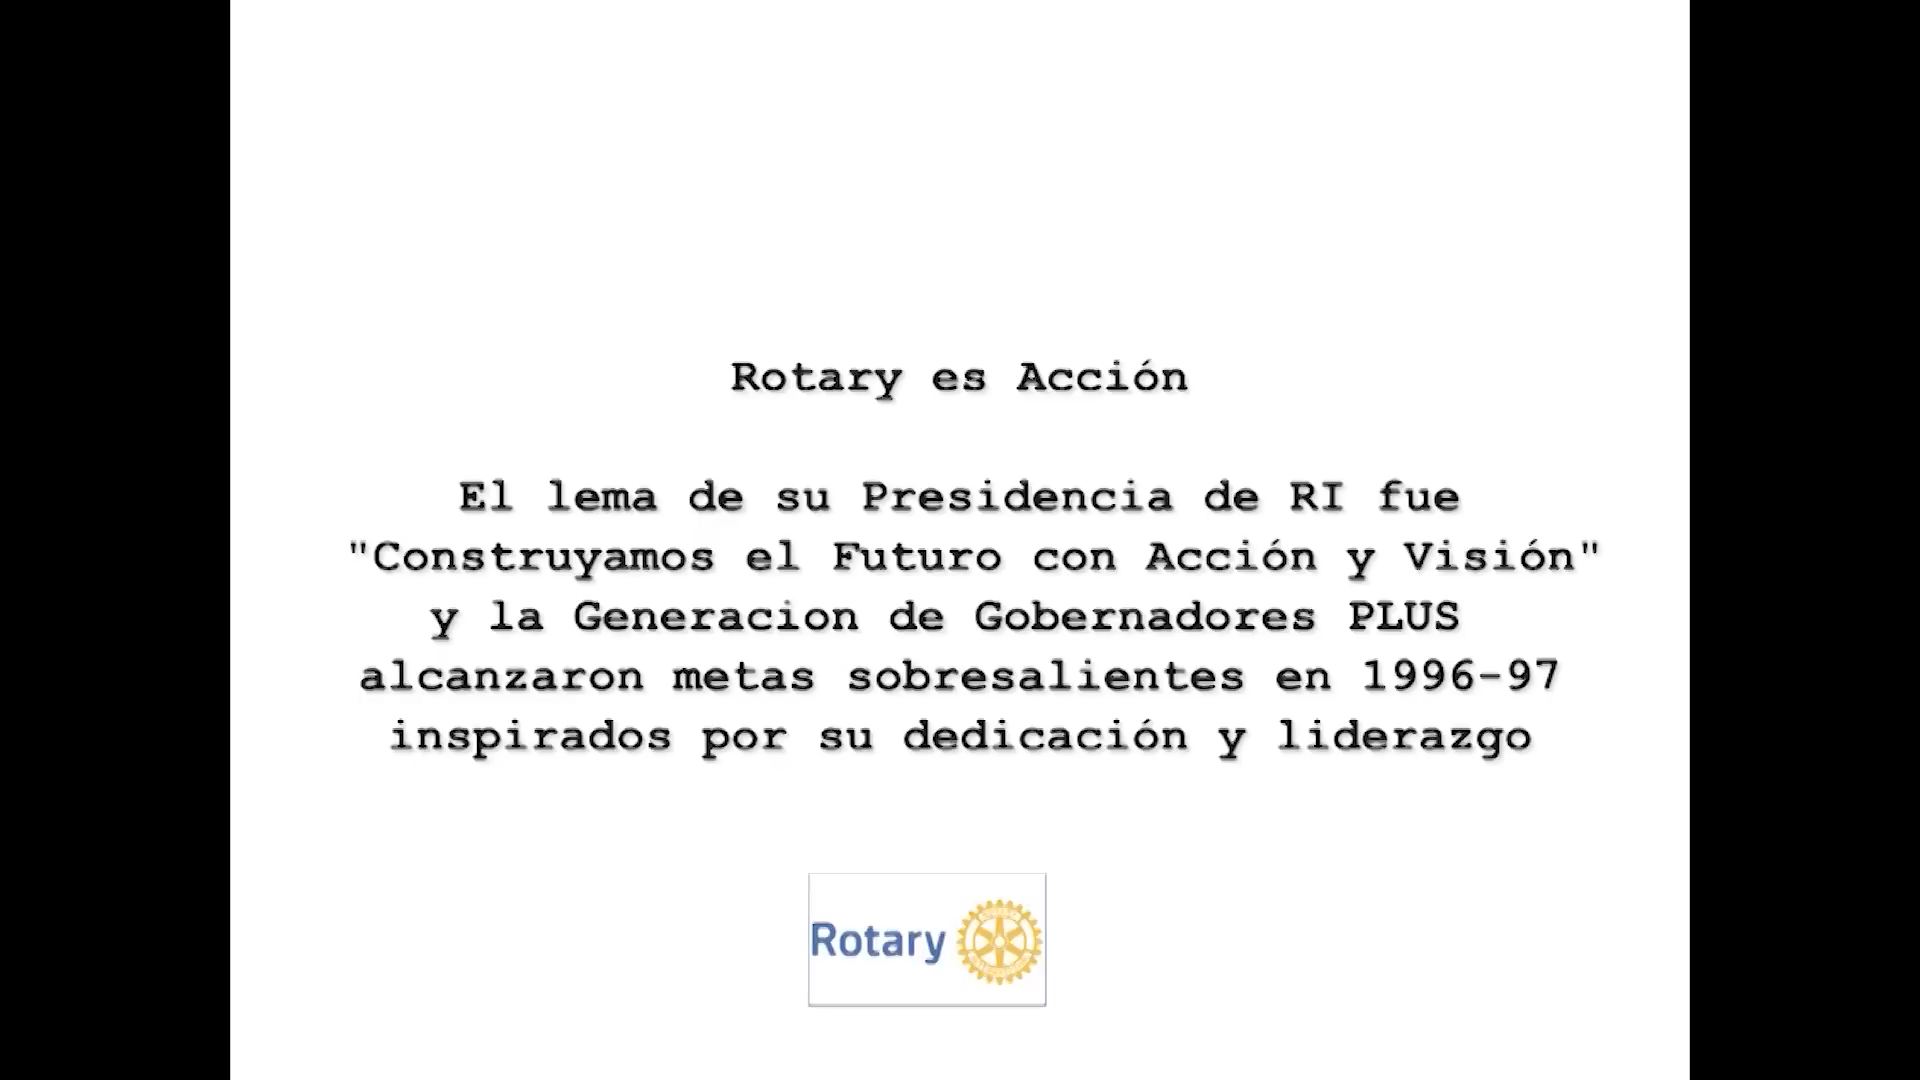 Rotary es Acción
El lema de su Presidencia de RI fue
"Construyamos el Futuro con Acción y Visión"
y la Generacion de Gobernadores PLUS
alcanzaron metas sobresalientes en 1996-97
inspirados por su dedicación y liderazgo
Rotary